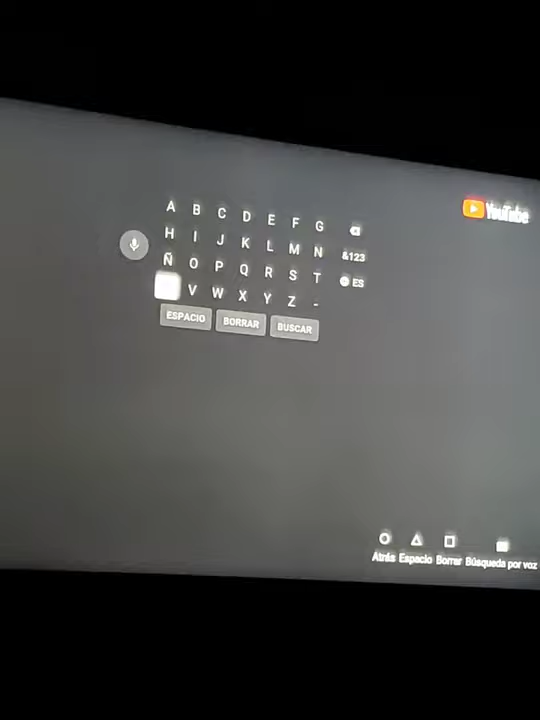 YouTube
A B C D E F G
H I J K L M N &123
Ñ O P Q R S T ES
V W X Y Z -
ESPACIO BORRAR BUSCAR
Atrás Espacio Borrar Búsqueda por voz